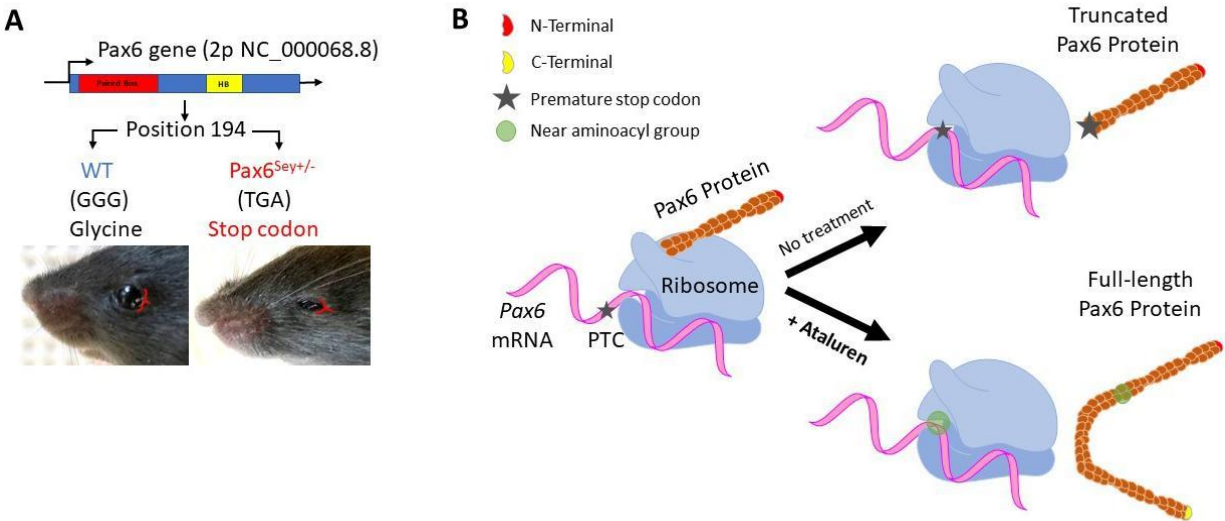 A
Pax6 gene (2p NC_000068.8)
Paired Box
HB
Position 194
WT
(GGG)
Glycine
Pax6Sey+/-
(TGA)
Stop codon
B
N-Terminal
C-Terminal
Premature stop codon
Near aminoacyl group
Pax6 Protein
Ribosome
Pax6
mRNA
PTC
No treatment
+ Ataluren
Truncated
Pax6 Protein
Full-length
Pax6 Protein